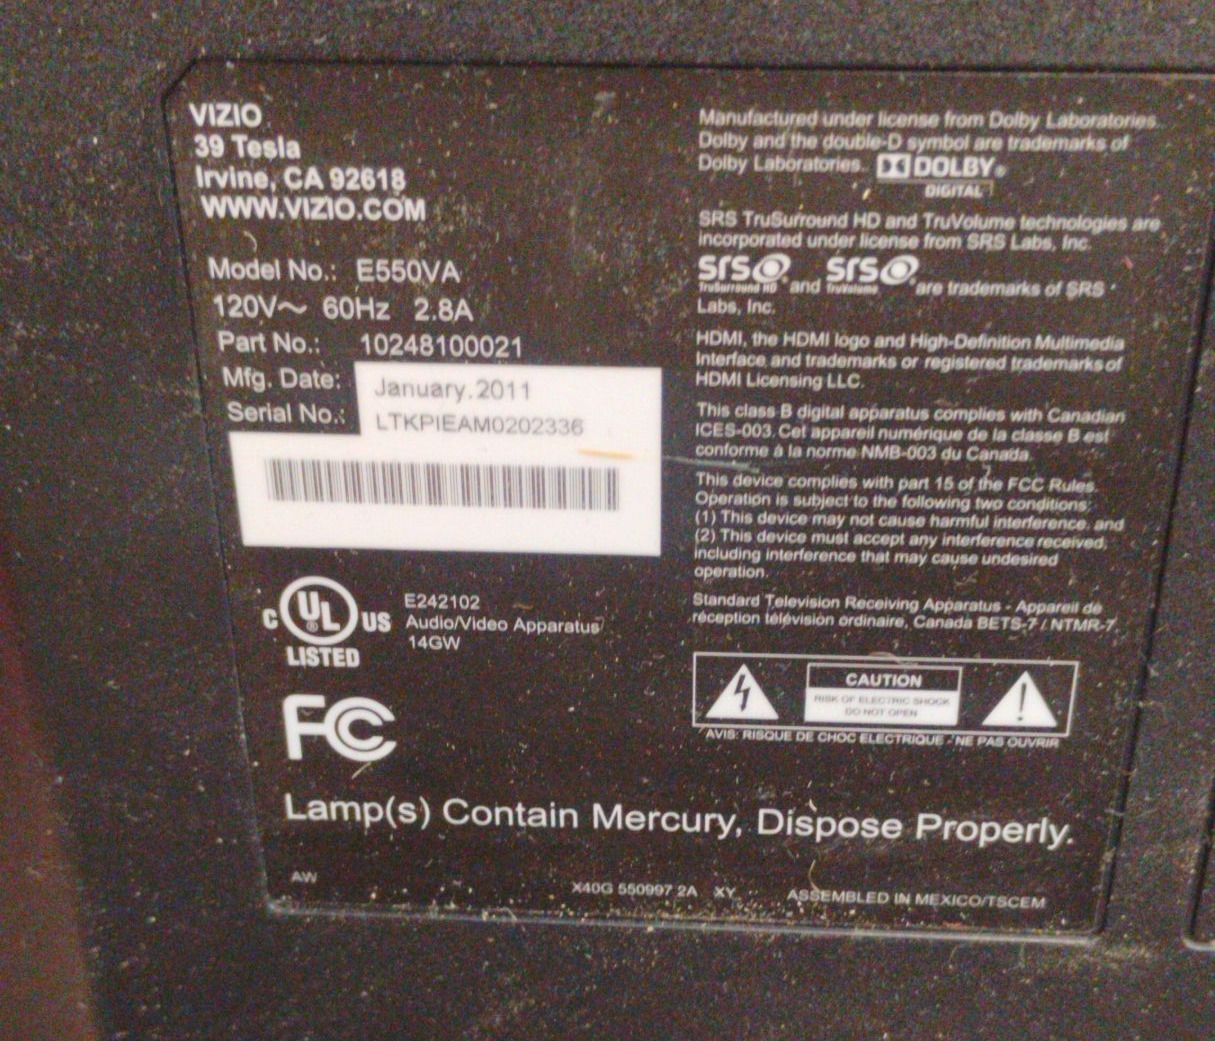 VIZIO
39 Tesla
Irvine, CA 92618
WWW.VIZIO.COM
Model No.: E550VA
120V～ 60Hz 2.8A
Part No.: 10248100021
Mfg. Date: January.2011
Serial No.: LTKPIEAM0202336
C UL ® US
LISTED
E242102
Audio/Video Apparatus
14GW
FC
Manufactured under license from Dolby Laboratories.
Dolby and the double-D symbol are trademarks of
Dolby Laboratories. DOLBY®
DIGITAL
SRS TruSurround HD and TruVolume technologies are
incorporated under license from SRS Labs, Inc.
SRS TruSurround HD and SRS TruVolume are trademarks of SRS
Labs, Inc.
HDMI, the HDMI logo and High-Definition Multimedia
Interface and trademarks or registered trademarks of
HDMI Licensing LLC.
This class B digital apparatus complies with Canadian
ICES-003. Cet appareil numérique de la classe B est
conforme à la norme NMB-003 du Canada.
This device complies with part 15 of the FCC Rules.
Operation is subject to the following two conditions:
(1) This device may not cause harmful interference. and
(2) This device must accept any interference received,
including interference that may cause undesired
operation.
Standard Television Receiving Apparatus - Appareil de
réception télévision ordinaire, Canada BETS-7 / NTMR-7
CAUTION
RISK OF ELECTRIC SHOCK
DO NOT OPEN
AVIS: RISQUE DE CHOC ELECTRIQUE - NE PAS OUVRIR
Lamp(s) Contain Mercury, Dispose Properly.
AW
X40G 550997 2A XY
ASSEMBLED IN MEXICO/TSCEM